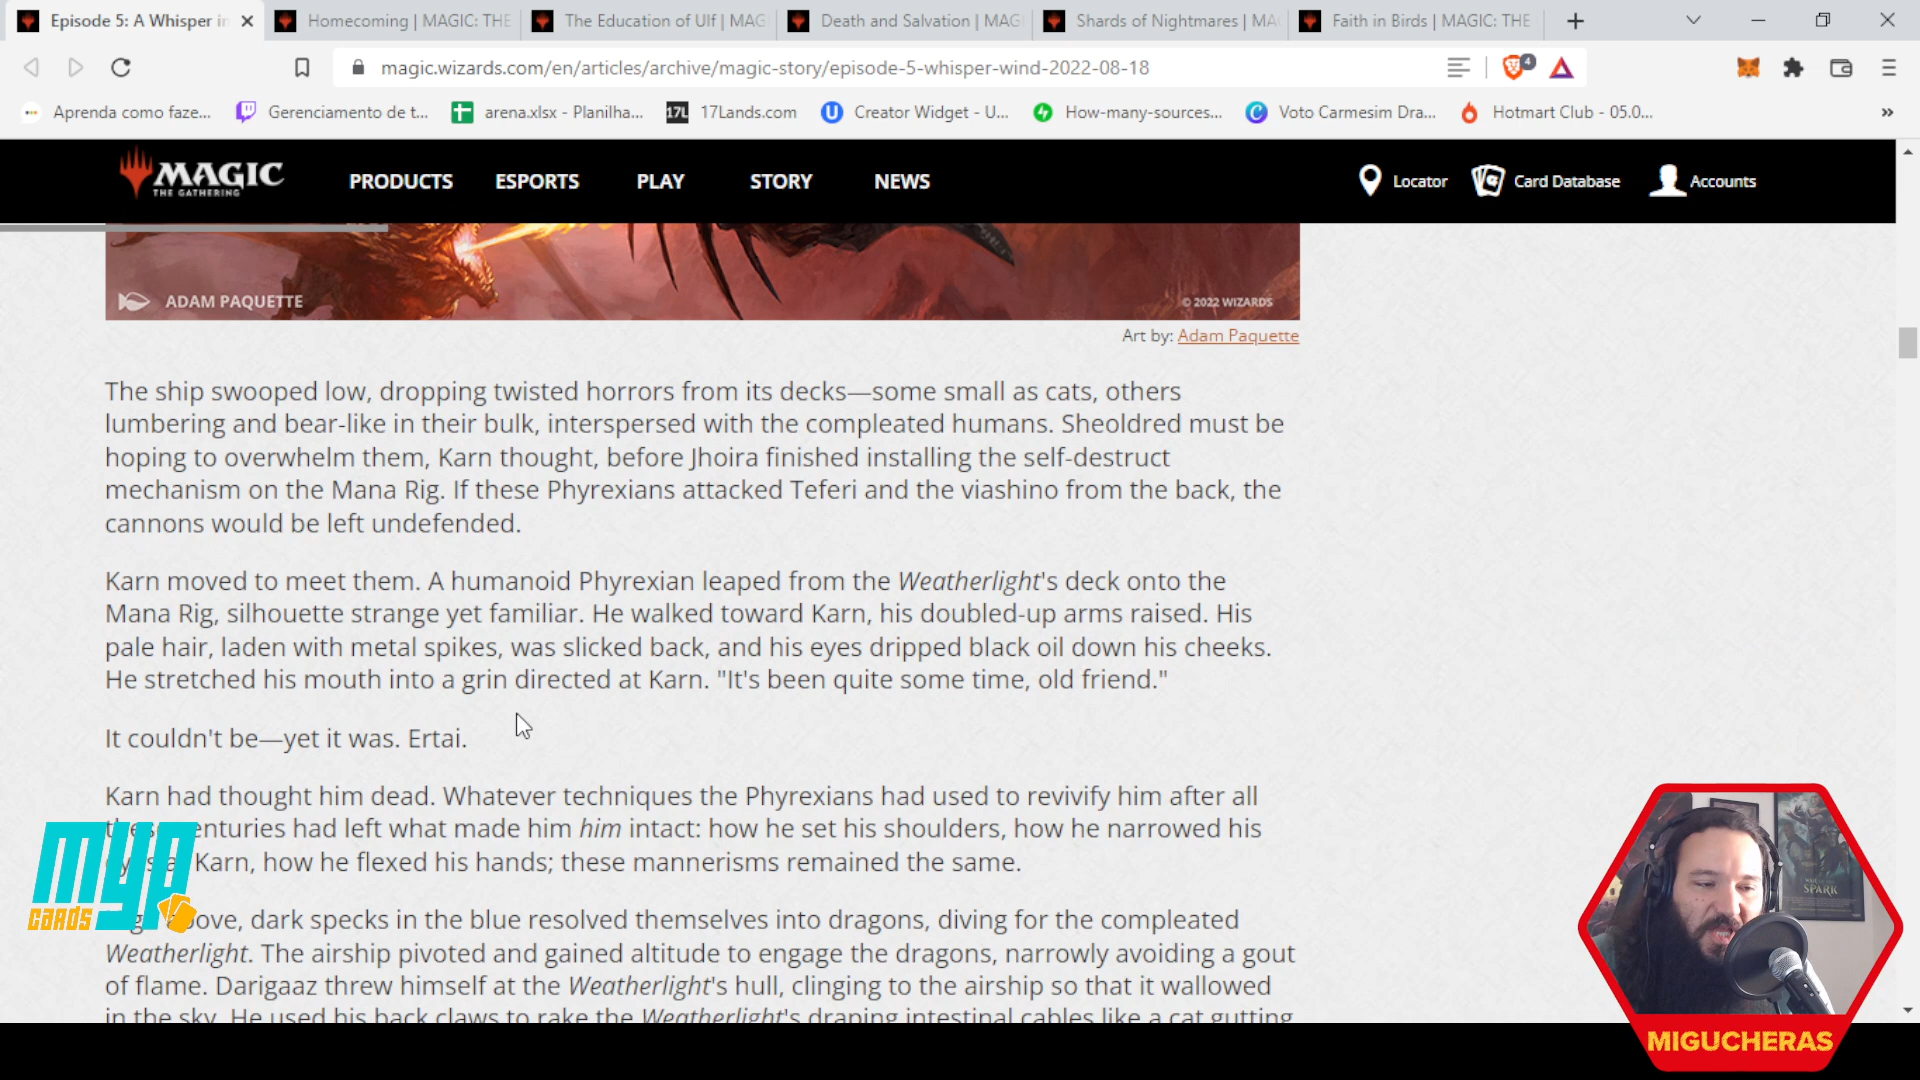 Episode 5: A Whisper in
Homecoming | MAGIC: THE
The Education of Ulf | MAG
Death and Salvation | MAG
Shards of Nightmares | MA
Faith in Birds | MAGIC: THE
magic.wizards.com/en/articles/archive/magic-story/episode-5-whisper-wind-2022-08-18
4
Aprenda como faze...
Gerenciamento de t...
arena.xlsx - Planilha...
17L 17Lands.com
Creator Widget - U...
How-many-sources...
Voto Carmesim Dra...
Hotmart Club - 05.0...
MAGIC
THE GATHERING
PRODUCTS
ESPORTS
PLAY
STORY
NEWS
Locator
Card Database
Accounts
ADAM PAQUETTE
© 2022 WIZARDS
Art by: Adam Paquette
The ship swooped low, dropping twisted horrors from its decks—some small as cats, others
lumbering and bear-like in their bulk, interspersed with the compleated humans. Sheoldred must be
hoping to overwhelm them, Karn thought, before Jhoira finished installing the self-destruct
mechanism on the Mana Rig. If these Phyrexians attacked Teferi and the viashino from the back, the
cannons would be left undefended.
Karn moved to meet them. A humanoid Phyrexian leaped from the Weatherlight's deck onto the
Mana Rig, silhouette strange yet familiar. He walked toward Karn, his doubled-up arms raised. His
pale hair, laden with metal spikes, was slicked back, and his eyes dripped black oil down his cheeks.
He stretched his mouth into a grin directed at Karn. "It's been quite some time, old friend."
It couldn't be—yet it was. Ertai.
Karn had thought him dead. Whatever techniques the Phyrexians had used to revivify him after all
centuries had left what made him him intact: how he set his shoulders, how he narrowed his
Karn, how he flexed his hands; these mannerisms remained the same.
dark specks in the blue resolved themselves into dragons, diving for the compleated
Weatherlight. The airship pivoted and gained altitude to engage the dragons, narrowly avoiding a gout
of flame. Darigaaz threw himself at the Weatherlight's hull, clinging to the airship so that it wallowed
in the sky. He used his back claws to rake the Weatherlight's draping intestinal cables like a cat gutting
myp
cards
SPARK
MIGUCHERAS